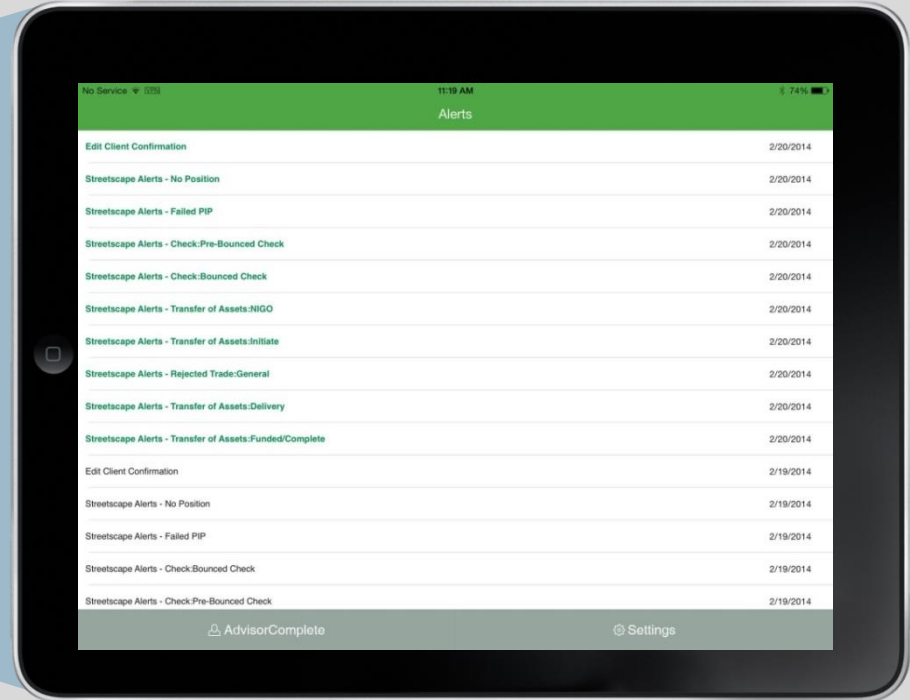 No Service
11:19 AM
74%
Alerts
Edit Client Confirmation 2/20/2014
Streetscape Alerts - No Position 2/20/2014
Streetscape Alerts - Failed PIP 2/20/2014
Streetscape Alerts - Check:Pre-Bounced Check 2/20/2014
Streetscape Alerts - Check:Bounced Check 2/20/2014
Streetscape Alerts - Transfer of Assets:NIGO 2/20/2014
Streetscape Alerts - Transfer of Assets:Initiate 2/20/2014
Streetscape Alerts - Rejected Trade:General 2/20/2014
Streetscape Alerts - Transfer of Assets:Delivery 2/20/2014
Streetscape Alerts - Transfer of Assets:Funded/Complete 2/20/2014
Edit Client Confirmation 2/19/2014
Streetscape Alerts - No Position 2/19/2014
Streetscape Alerts - Failed PIP 2/19/2014
Streetscape Alerts - Check:Bounced Check 2/19/2014
Streetscape Alerts - Check:Pre-Bounced Check 2/19/2014
AdvisorComplete
Settings